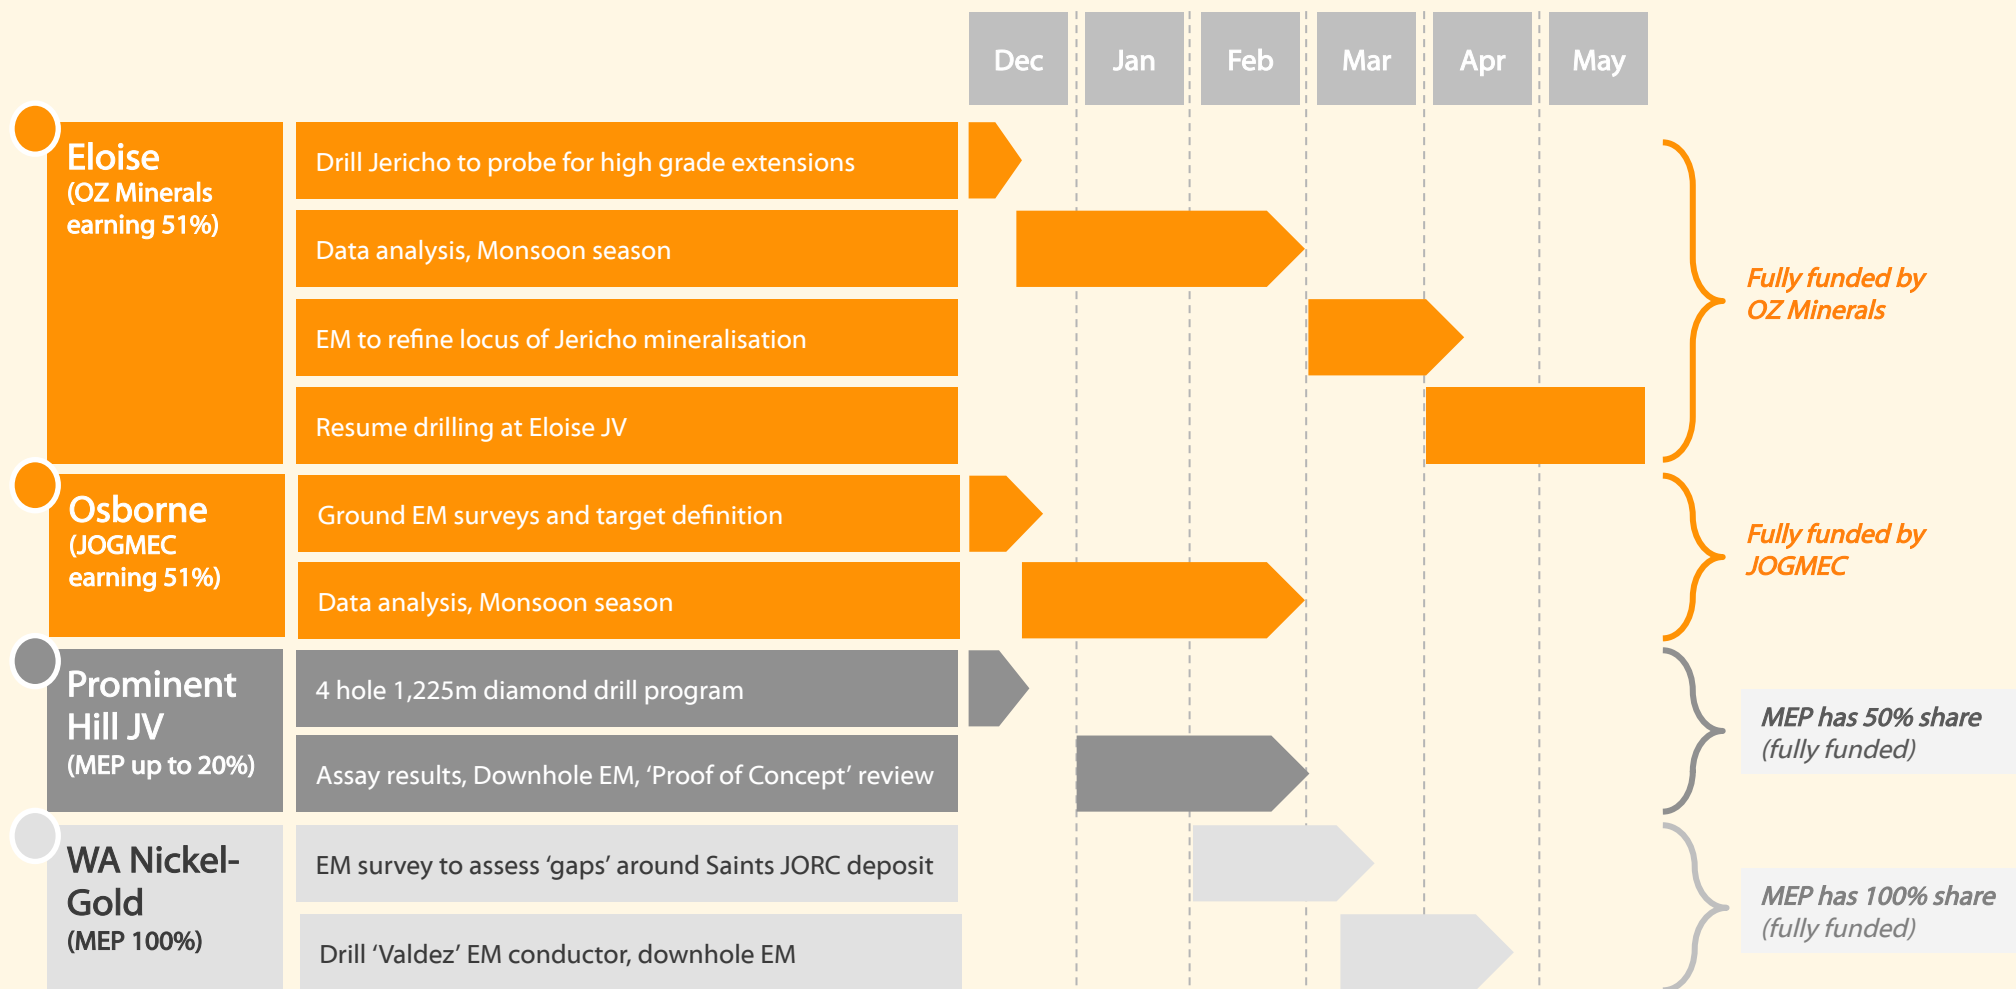 Dec
Jan
Feb
Mar
Apr
May
Eloise
(OZ Minerals
earning 51%)
Drill Jericho to probe for high grade extensions
Data analysis, Monsoon season
EM to refine locus of Jericho mineralisation
Resume drilling at Eloise JV
Fully funded by
OZ Minerals
Osborne
(JOGMEC
earning 51%)
Ground EM surveys and target definition
Data analysis, Monsoon season
Fully funded by
JOGMEC
Prominent
Hill JV
(MEP up to 20%)
4 hole 1,225m diamond drill program
Assay results, Downhole EM, ‘Proof of Concept’ review
MEP has 50% share
(fully funded)
WA Nickel-
Gold
(MEP 100%)
EM survey to assess ‘gaps’ around Saints JORC deposit
Drill ‘Valdez’ EM conductor, downhole EM
MEP has 100% share
(fully funded)